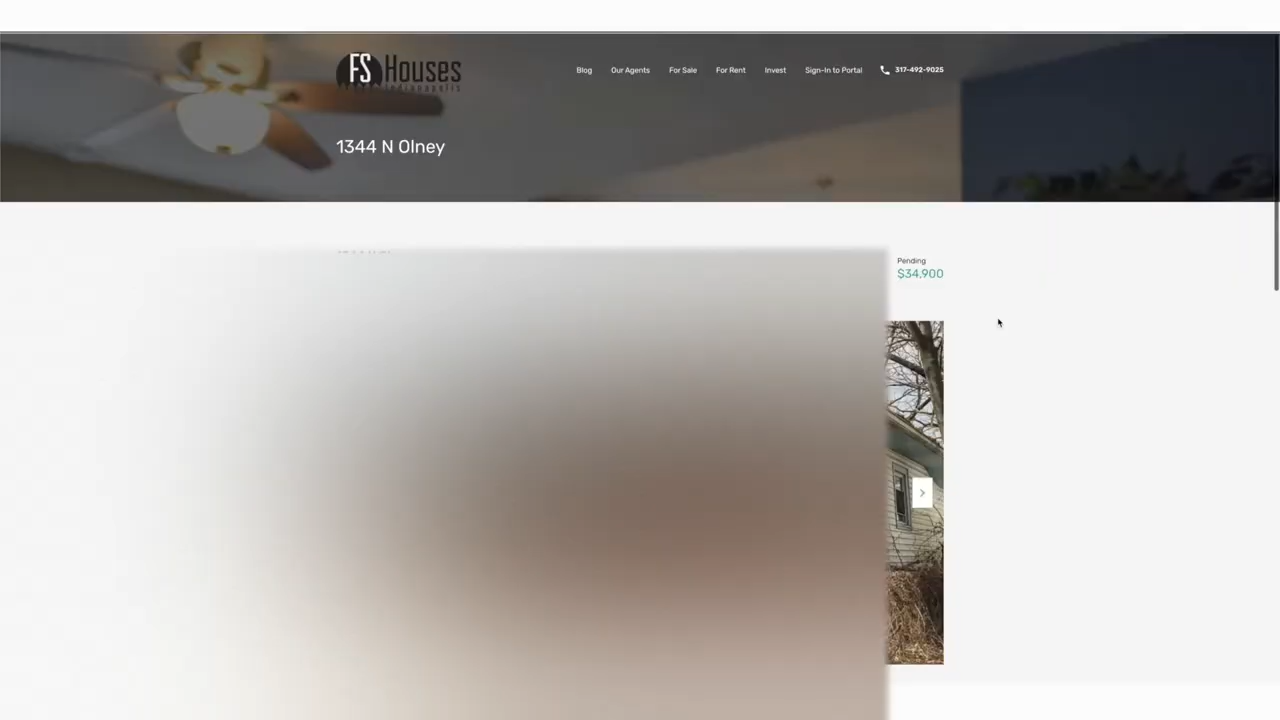 FS Houses
Indianapolis
Blog Our Agents For Sale For Rent Invest Sign-In to Portal 317-492-9025
1344 N Olney
Pending
$34,900